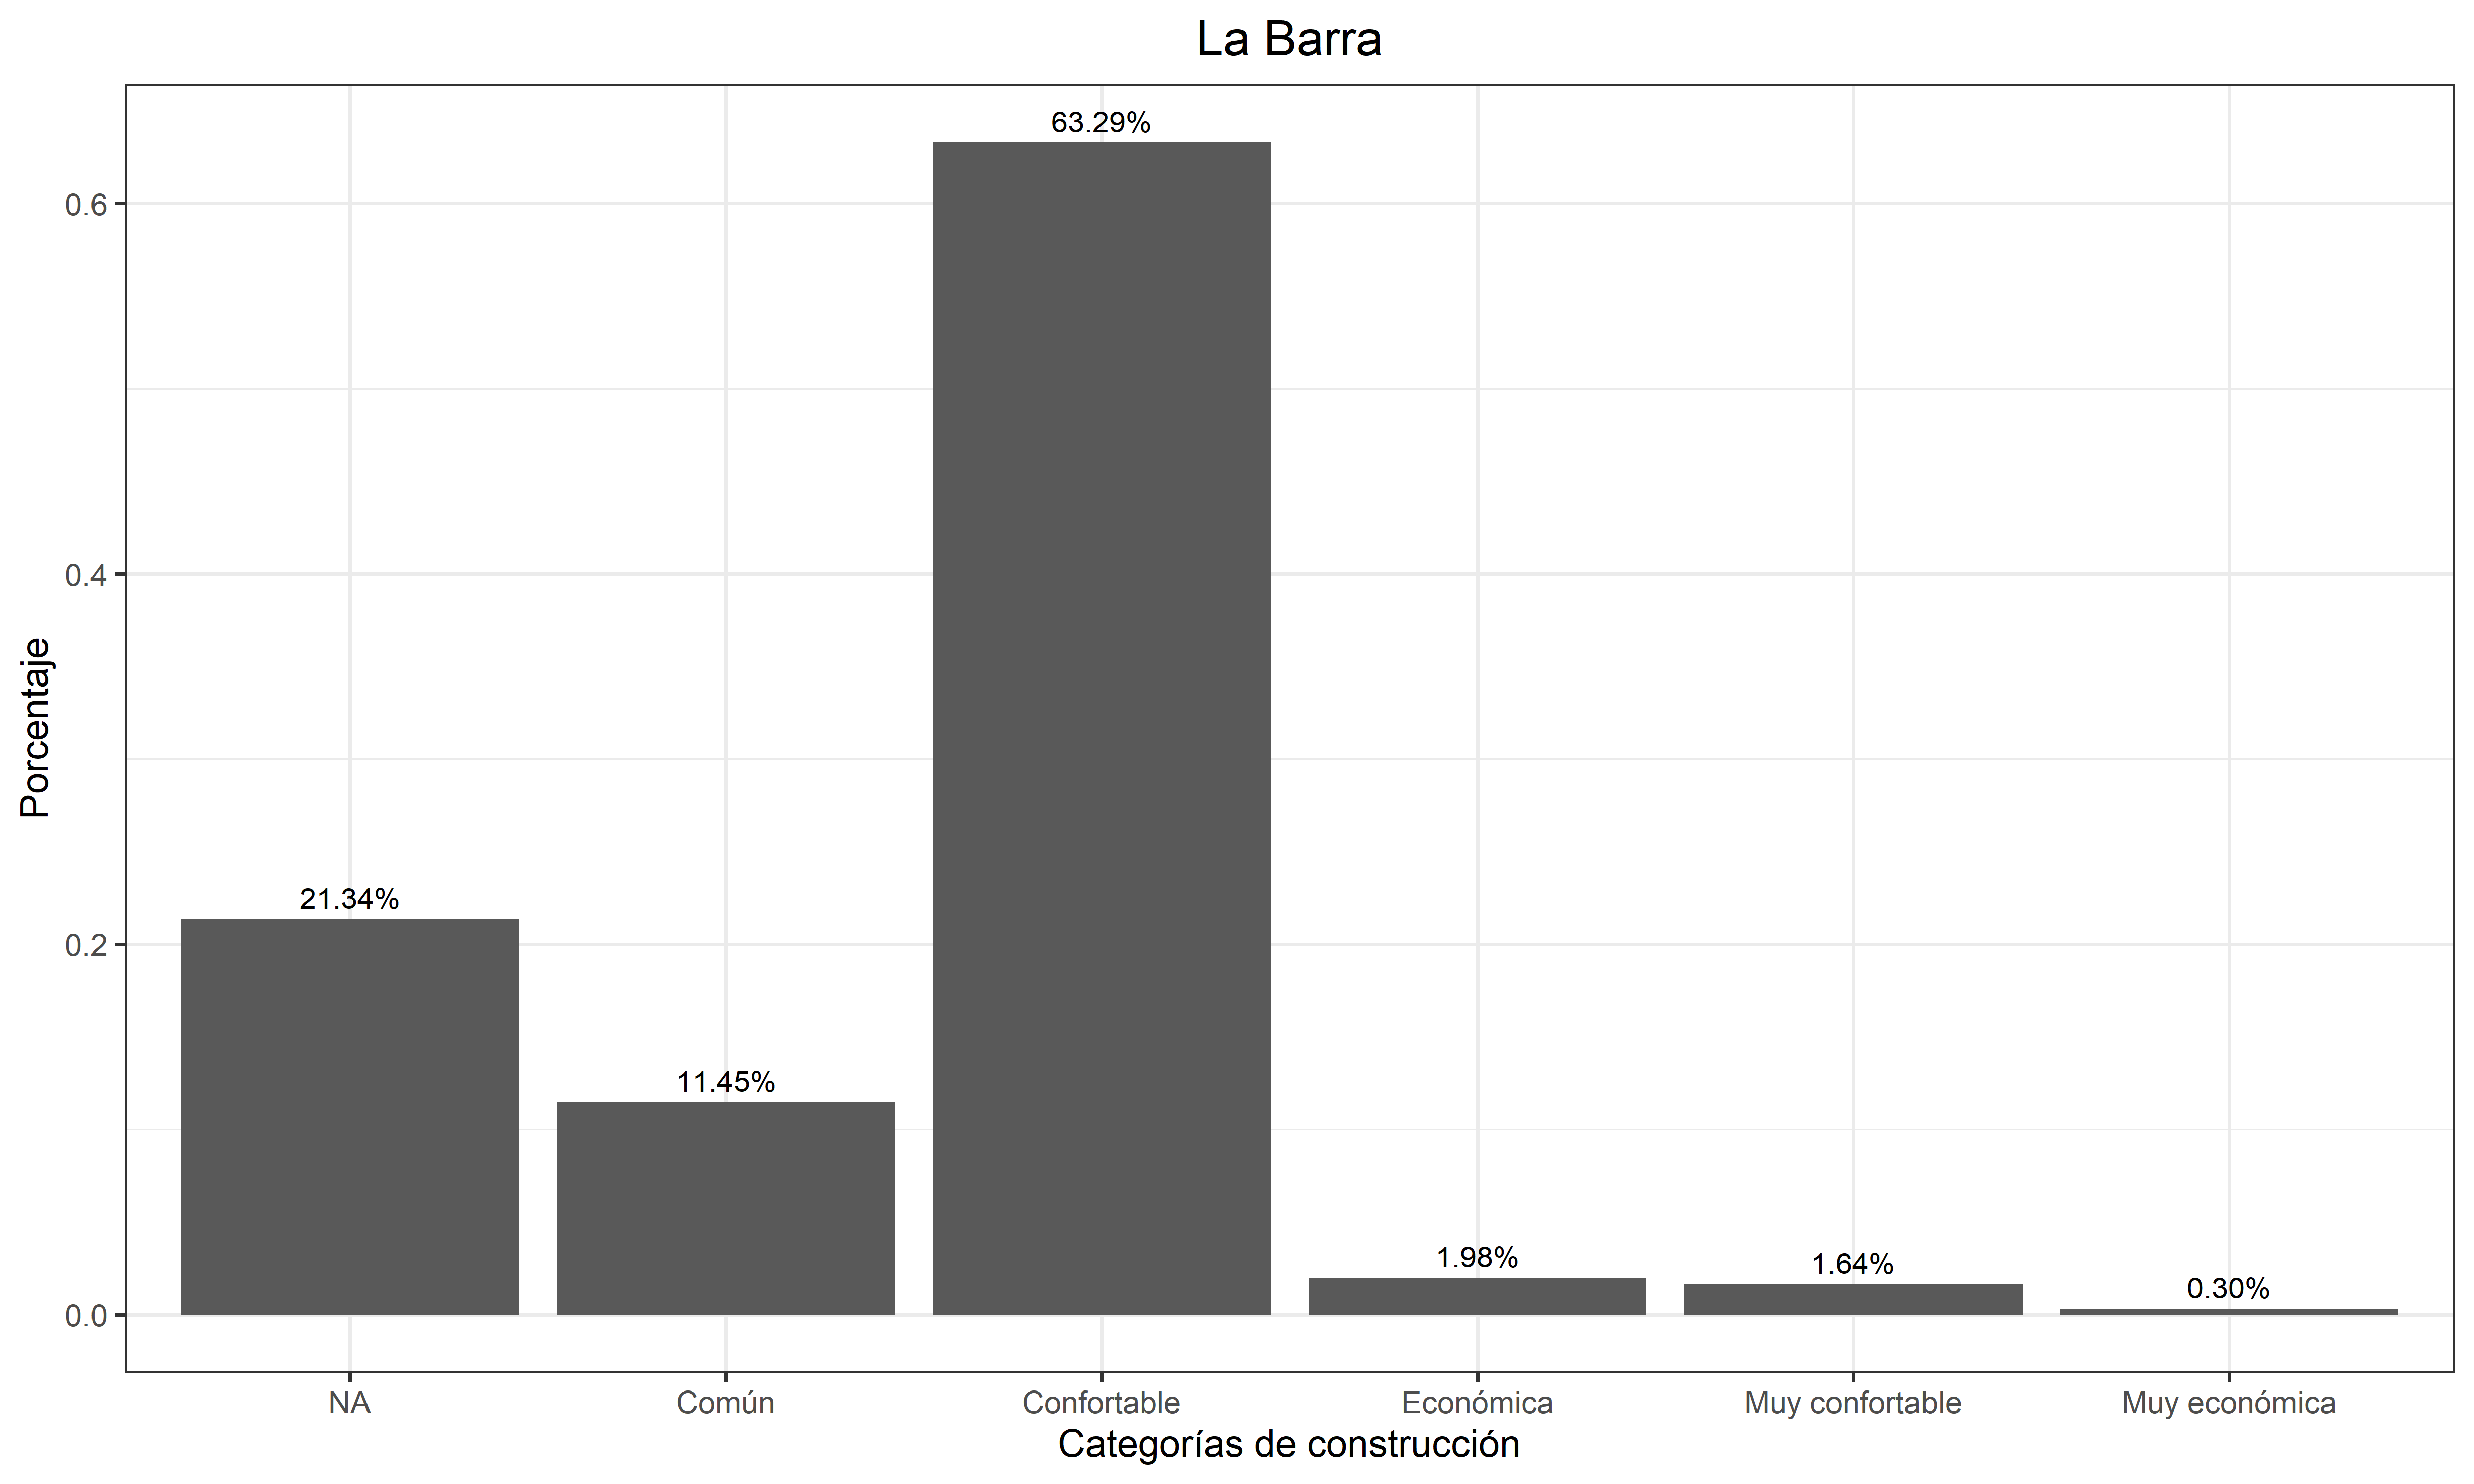 La Barra
63.29%
0.6
0.4
Porcentaje
21.34%
0.2
11.45%
1.98%
1.64%
0.30%
0.0
NA
Común
Confortable
Económica
Muy confortable
Muy económica
Categorías de construcción